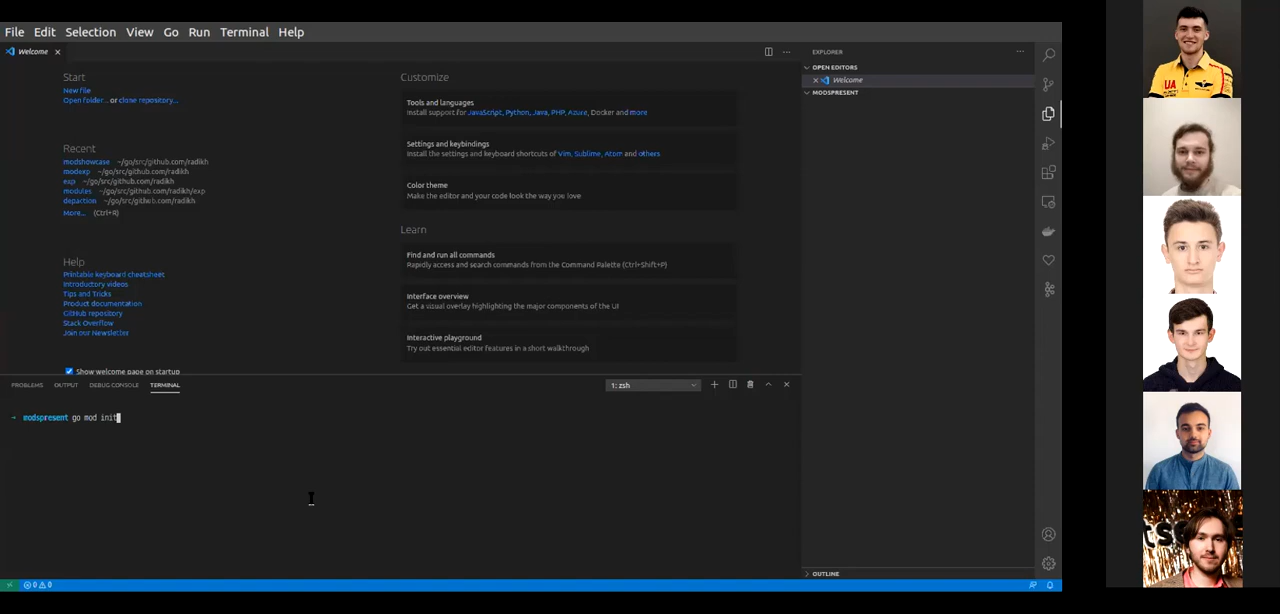 File Edit Selection View Go Run Terminal Help
Welcome
Start
New file
Open folder... or clone repository...
Recent
modshowcase ~/go/src/github.com/radikh
modexp ~/go/src/github.com/radikh
exp ~/go/src/github.com/radikh
modules ~/go/src/github.com/radikh/exp
depaction ~/go/src/github.com/radikh
More... (Ctrl+R)
Help
Printable keyboard cheatsheet
Introductory videos
Tips and Tricks
Product documentation
GitHub repository
Stack Overflow
Join our Newsletter
Show welcome page on startup
Customize
Tools and languages
Install support for JavaScript, Python, Java, PHP, Azure, Docker and more
Settings and keybindings
Install the settings and keyboard shortcuts of Vim, Sublime, Atom and others
Color theme
Make the editor and your code look the way you love
Learn
Find and run all commands
Rapidly access and search commands from the Command Palette (Ctrl+Shift+P)
Interface overview
Get a visual overlay highlighting the major components of the UI
Interactive playground
Try out essential editor features in a short walkthrough
EXPLORER
OPEN EDITORS
Welcome
MODSPRESENT
OUTLINE
PROBLEMS OUTPUT DEBUG CONSOLE TERMINAL
1: zsh
→ modspresent go mod init
0 0
UA